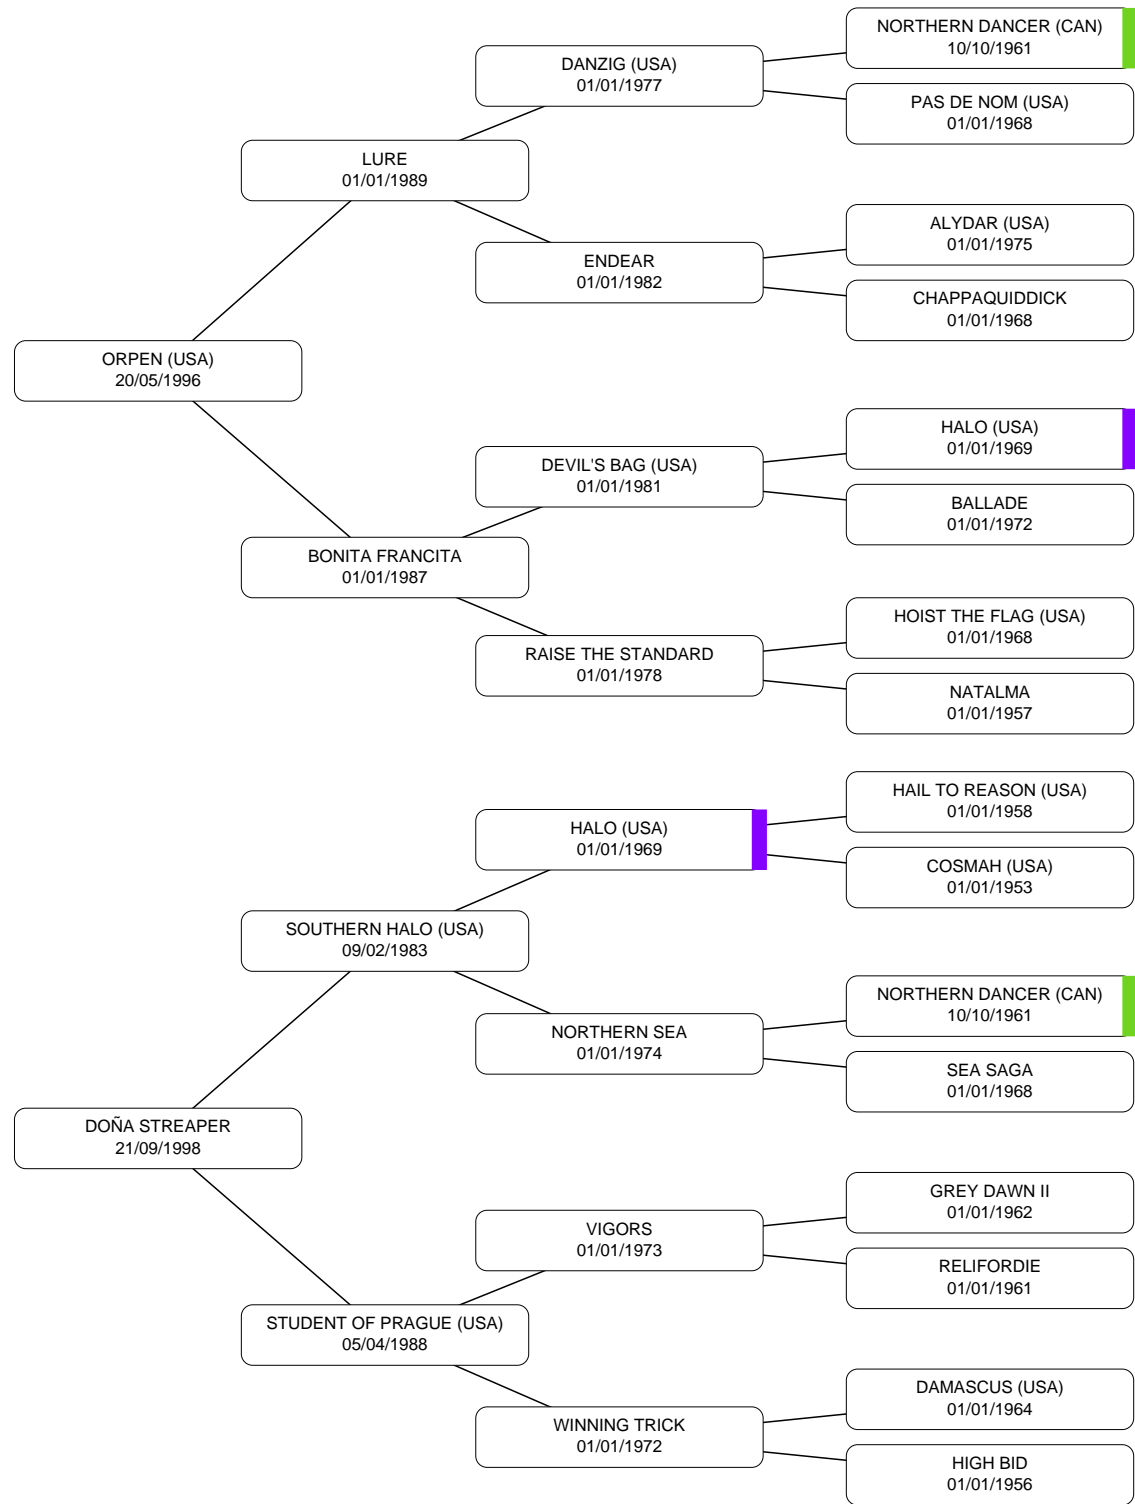 NORTHERN DANCER (CAN)
10/10/1961
DANZIG (USA)
01/01/1977
PAS DE NOM (USA)
01/01/1968
LURE
01/01/1989
ALYDAR (USA)
01/01/1975
ENDEAR
01/01/1982
CHAPPAQUIDDICK
01/01/1968
ORPEN (USA)
20/05/1996
HALO (USA)
01/01/1969
DEVIL'S BAG (USA)
01/01/1981
BALLADE
01/01/1972
BONITA FRANCITA
01/01/1987
HOIST THE FLAG (USA)
01/01/1968
RAISE THE STANDARD
01/01/1978
NATALMA
01/01/1957
HAIL TO REASON (USA)
01/01/1958
HALO (USA)
01/01/1969
COSMAH (USA)
01/01/1953
SOUTHERN HALO (USA)
09/02/1983
NORTHERN DANCER (CAN)
10/10/1961
NORTHERN SEA
01/01/1974
SEA SAGA
01/01/1968
DOÑA STREAPER
21/09/1998
GREY DAWN II
01/01/1962
VIGORS
01/01/1973
RELIFORDIE
01/01/1961
STUDENT OF PRAGUE (USA)
05/04/1988
DAMASCUS (USA)
01/01/1964
WINNING TRICK
01/01/1972
HIGH BID
01/01/1956